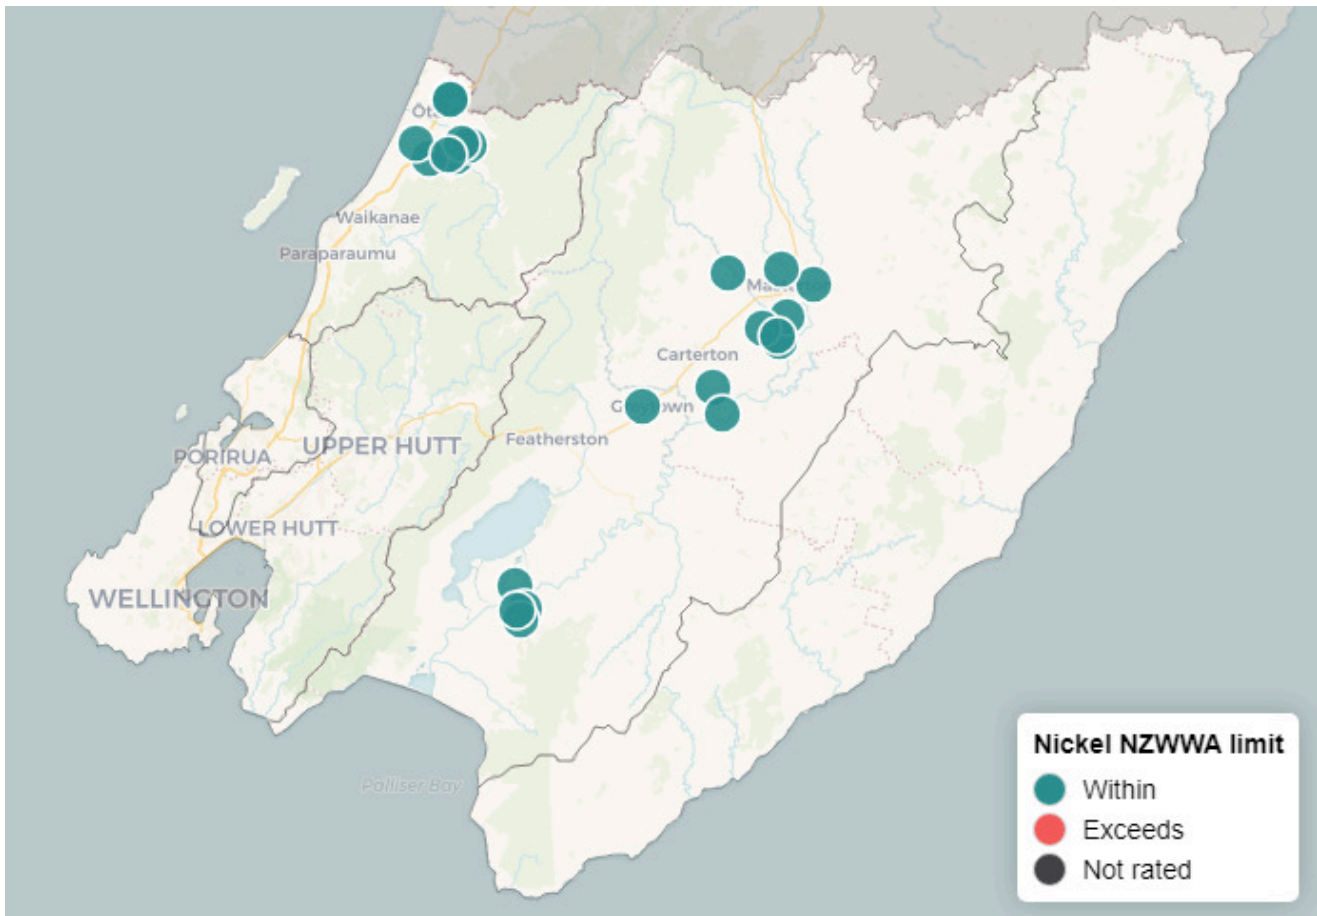 Waikanae
Paraparaumu
Carterton
Featherston
UPPER HUTT
PORIRUA
LOWER HUTT
WELLINGTON
Palliser Bay
Nickel NZWWA limit
Within
Exceeds
Not rated